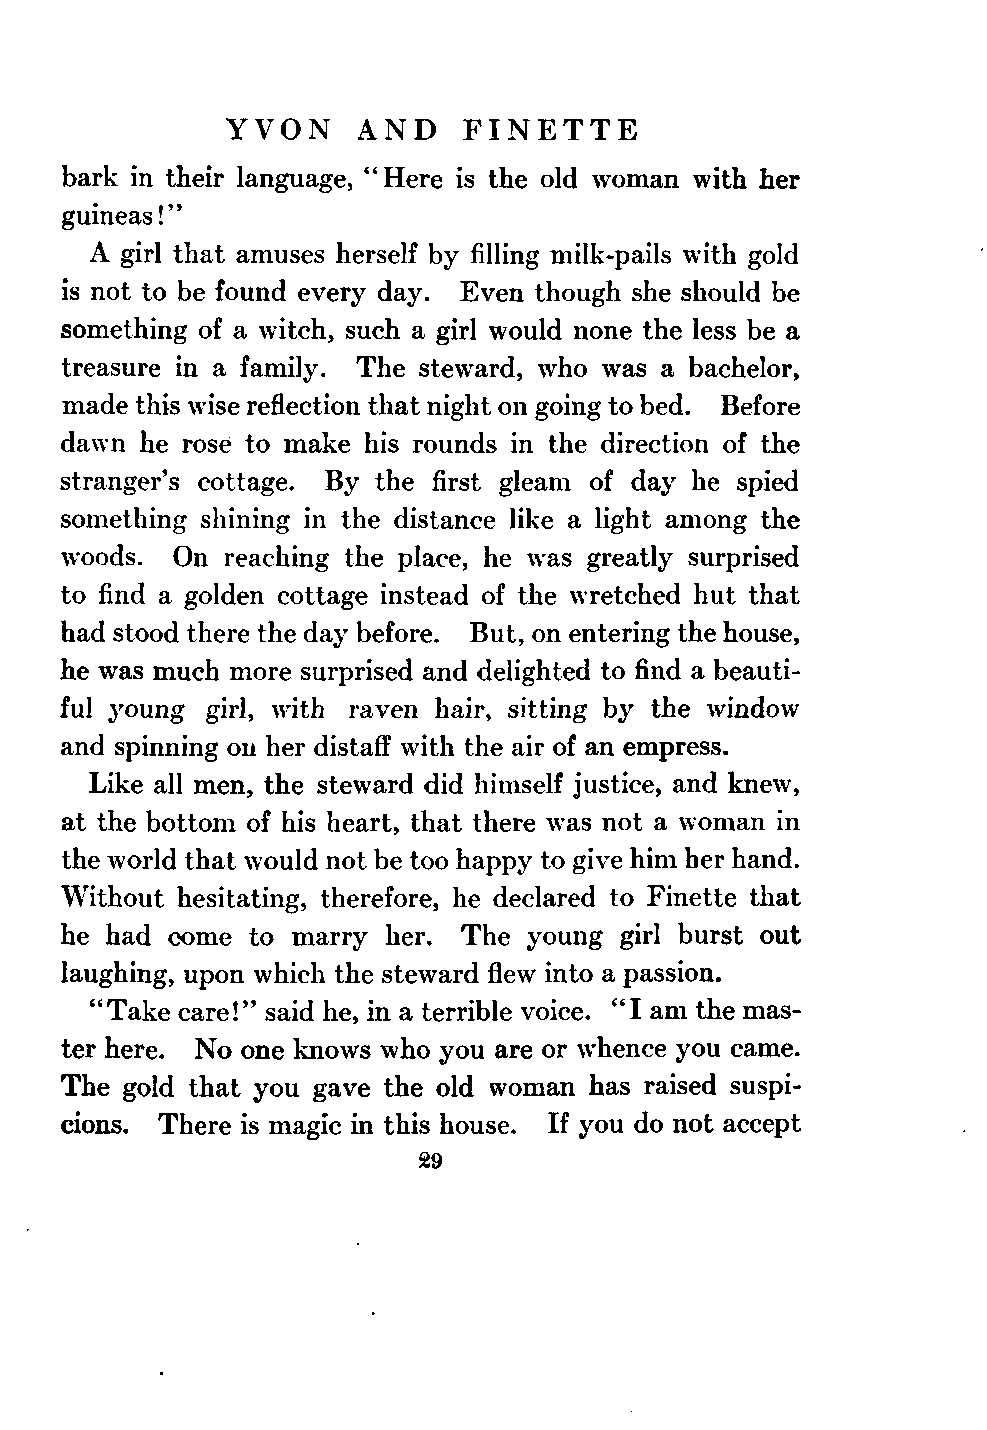 YVON AND FINETTE
bark in their language, "Here is the old woman with her
guineas!"
A girl that amuses herself by filling milk-pails with gold
is not to be found every day. Even though she should be
something of a witch, such a girl would none the less be a
treasure in a family. The steward, who was a bachelor,
made this wise reflection that night on going to bed. Before
dawn he rose to make his rounds in the direction of the
stranger's cottage. By the first gleam of day he spied
something shining in the distance like a light among the
woods. On reaching the place, he was greatly surprised
to find a golden cottage instead of the wretched hut that
had stood there the day before. But, on entering the house,
he was much more surprised and delighted to find a beauti-
ful young girl, with raven hair, sitting by the window
and spinning on her distaff with the air of an empress.
Like all men, the steward did himself justice, and knew,
at the bottom of his heart, that there was not a woman in
the world that would not be too happy to give him her hand.
Without hesitating, therefore, he declared to Finette that
he had come to marry her. The young girl burst out
laughing, upon which the steward flew into a passion.
"Take care!" said he, in a terrible voice. "I am the mas-
ter here. No one knows who you are or whence you came.
The gold that you gave the old woman has raised suspi-
cions. There is magic in this house. If you do not accept
29